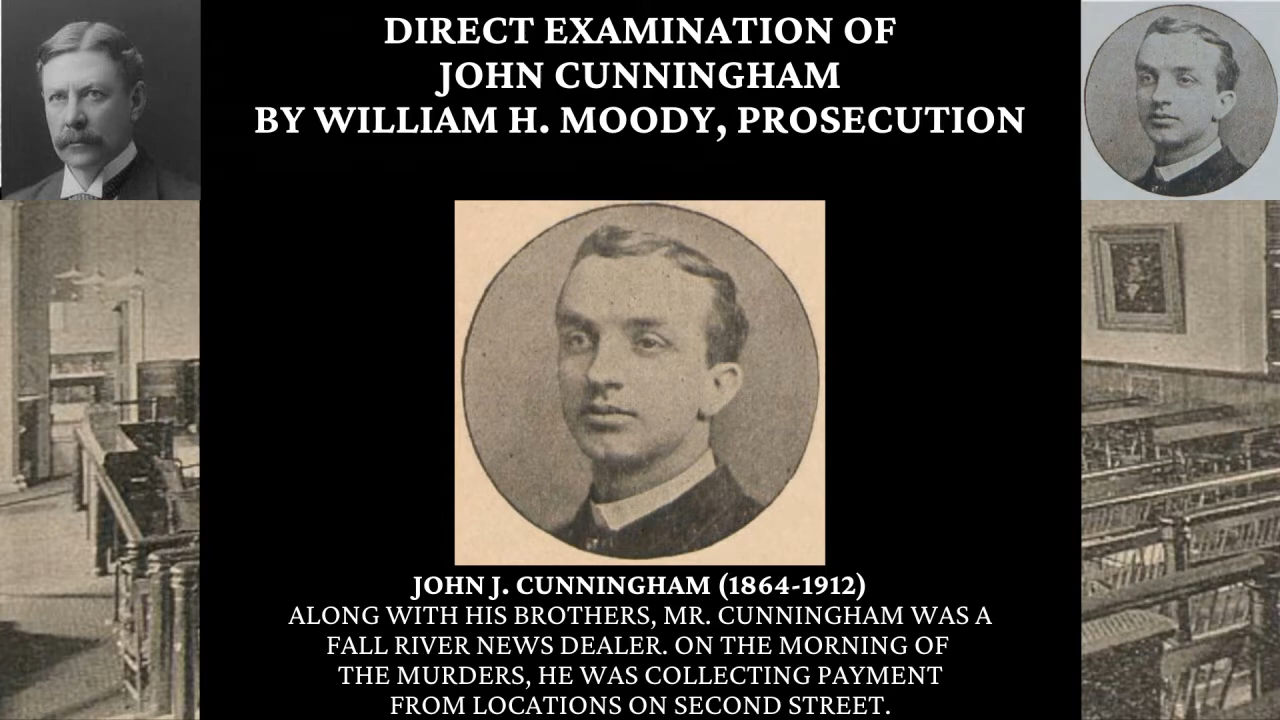 DIRECT EXAMINATION OF
JOHN CUNNINGHAM
BY WILLIAM H. MOODY, PROSECUTION
JOHN J. CUNNINGHAM (1864-1912)
ALONG WITH HIS BROTHERS, MR. CUNNINGHAM WAS A
FALL RIVER NEWS DEALER. ON THE MORNING OF
THE MURDERS, HE WAS COLLECTING PAYMENT
FROM LOCATIONS ON SECOND STREET.